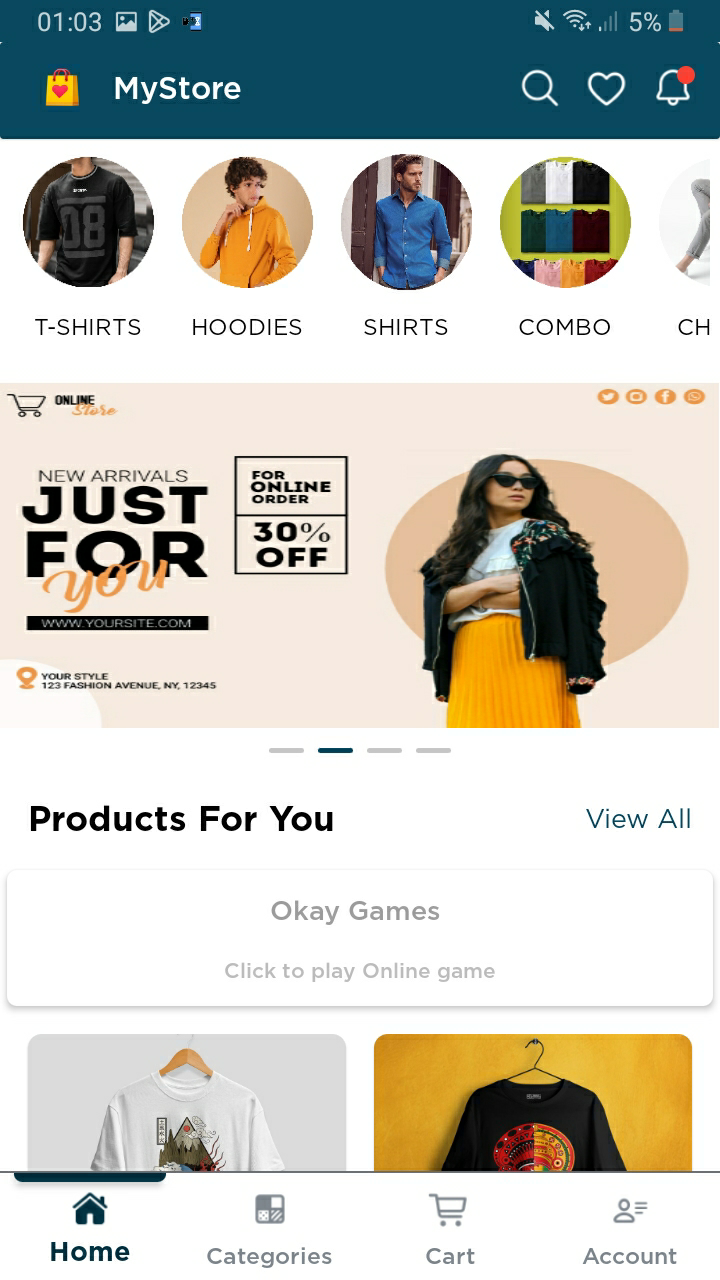 01:03
5%
MyStore
08
T-SHIRTS
HOODIES
SHIRTS
COMBO
CH
ONLINE
Store
NEW ARRIVALS
JUST
FOR
you
FOR
ONLINE
ORDER
30%
OFF
WWW.YOURSITE.COM
YOUR STYLE
123 FASHION AVENUE, NY, 12345
Products For You
View All
Okay Games
Click to play Online game
Home
Categories
Cart
Account